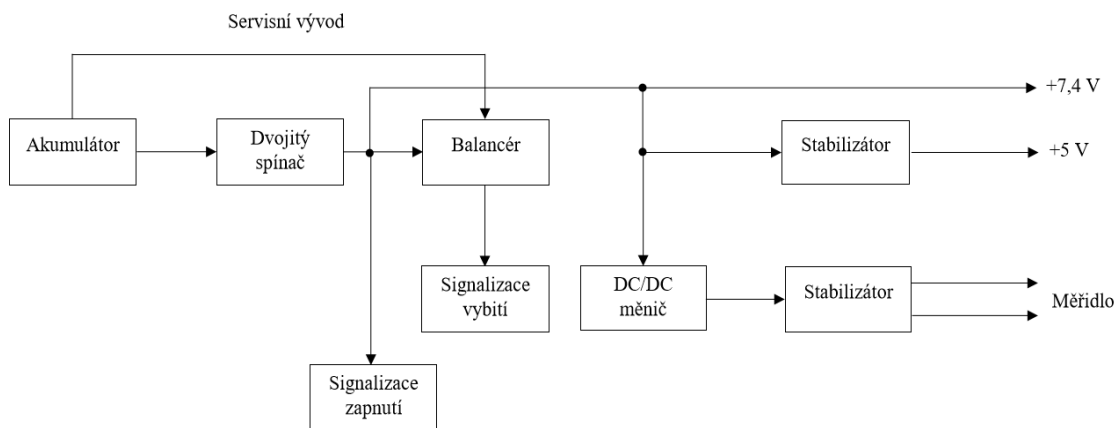 Servisní vývod
+7,4 V
Akumulátor
Dvojitý
spínač
Balancér
Stabilizátor
+5 V
Signalizace
vybití
DC/DC
měnič
Stabilizátor
Měřidlo
Signalizace
zapnutí